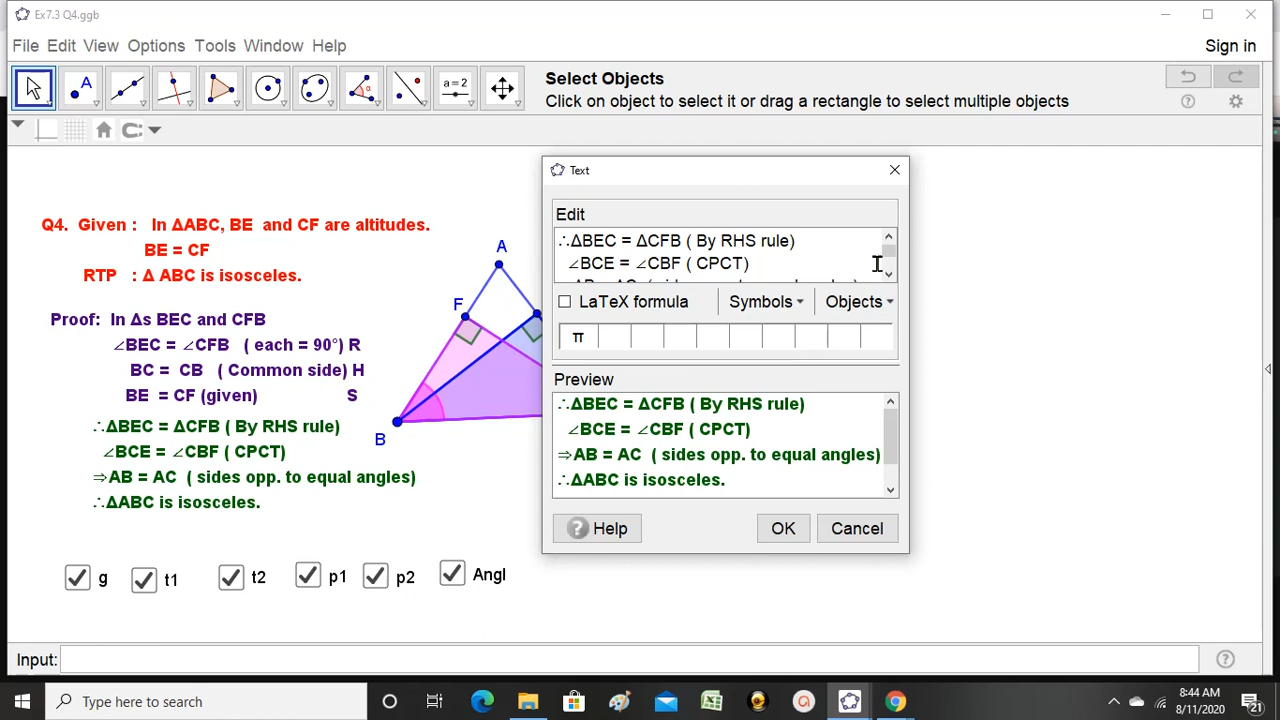 Ex7.3 Q4.ggb
File Edit View Options Tools Window Help
Sign in
A
α
a=2
Select Objects
Click on object to select it or drag a rectangle to select multiple objects
Text
Edit
∴ΔBEC = ΔCFB ( By RHS rule)
∠BCE = ∠CBF ( CPCT)
LaTeX formula
Symbols
Objects
π
Preview
∴ΔBEC = ΔCFB ( By RHS rule)
∠BCE = ∠CBF ( CPCT)
⇒AB = AC ( sides opp. to equal angles)
∴ΔABC is isosceles.
Help
OK
Cancel
Q4. Given : In ΔABC, BE and CF are altitudes.
BE = CF
RTP : Δ ABC is isosceles.
Proof: In Δs BEC and CFB
∠BEC = ∠CFB ( each = 90°) R
BC = CB ( Common side) H
BE = CF (given) S
∴ΔBEC = ΔCFB ( By RHS rule)
∠BCE = ∠CBF ( CPCT)
⇒AB = AC ( sides opp. to equal angles)
∴ΔABC is isosceles.
A
F
B
g
t1
t2
p1
p2
Angl
Input:
Type here to search
8:44 AM
8/11/2020
21